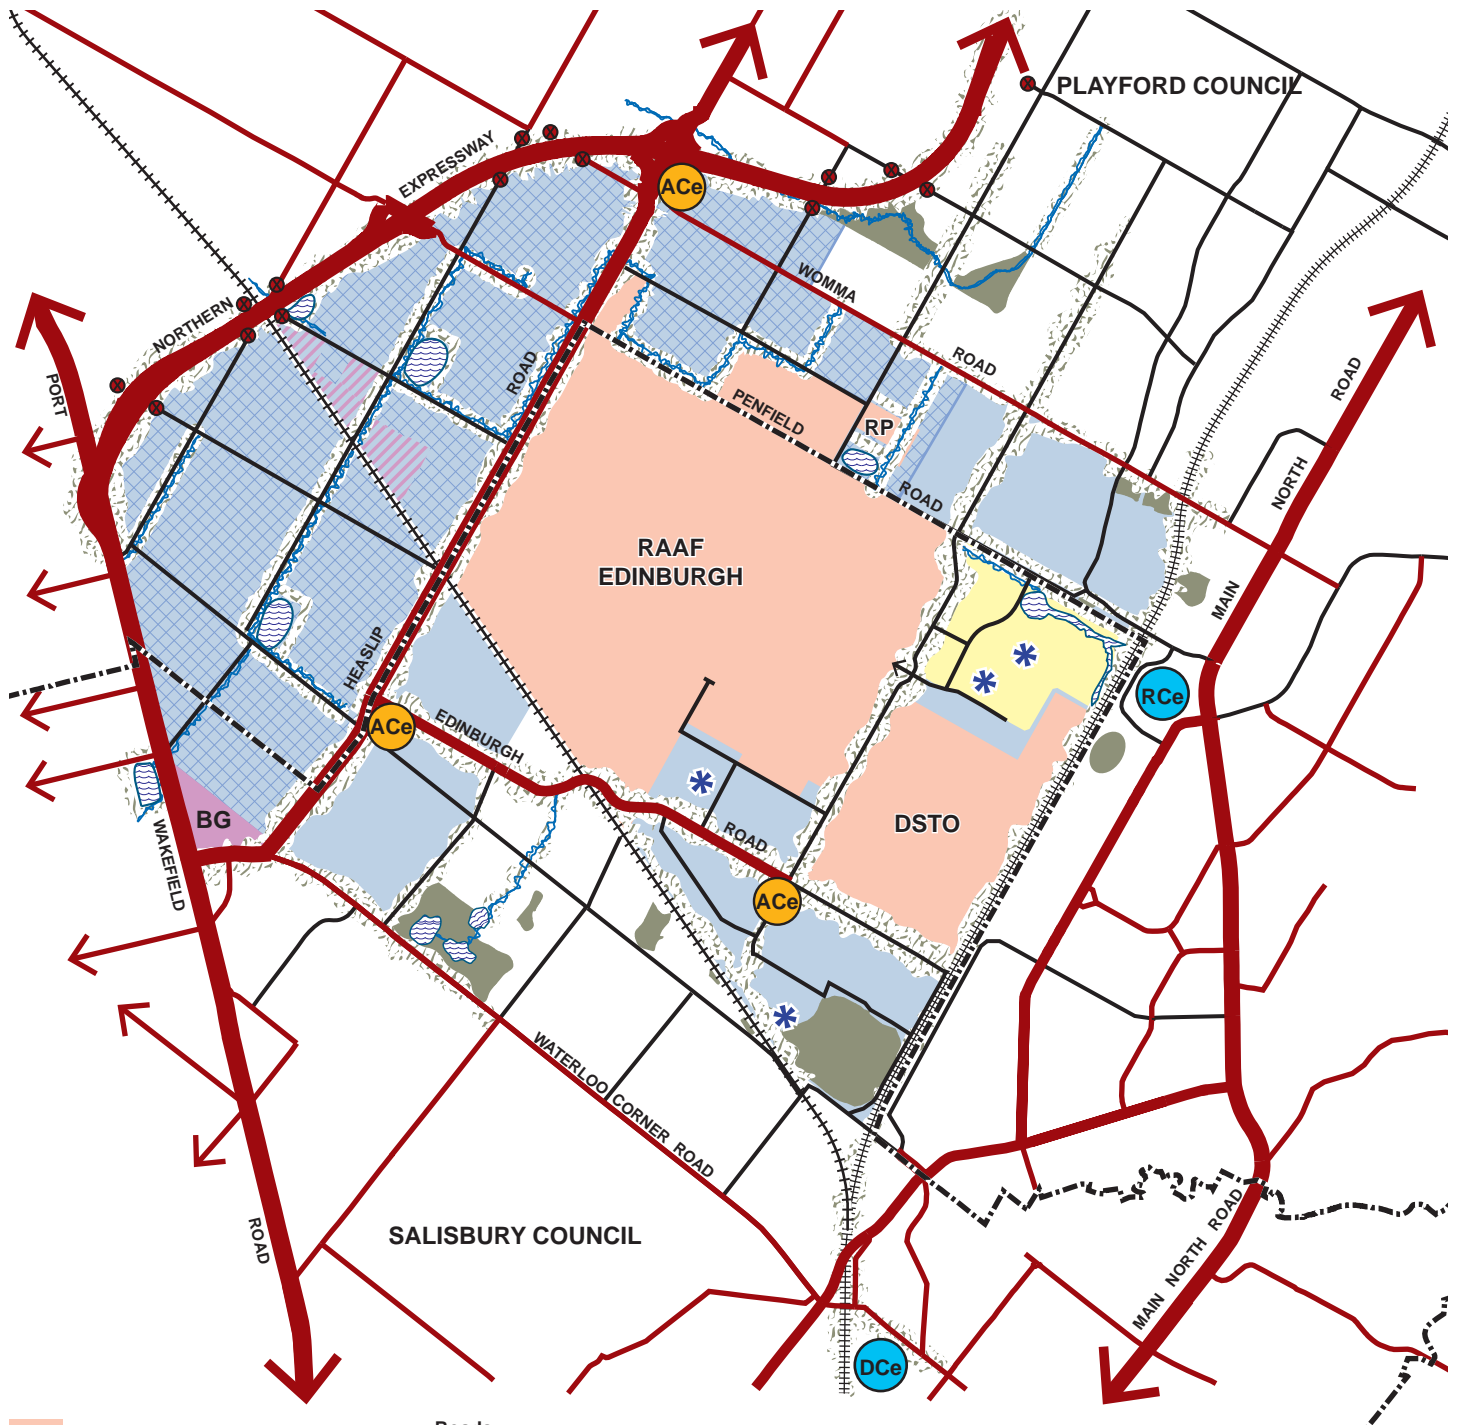 PLAYFORD COUNCIL
EXPRESSWAY
ACe
NORTHERN
WOMMA
ROAD
PORT
ROAD
ROAD
PENFIELD
RP
ROAD
NORTH
RAAF
EDINBURGH
MAIN
HEASLIP
RCe
ACe
EDINBURGH
BG
DSTO
ROAD
WAKEFIELD
ACe
WATERLOO CORNER ROAD
SALISBURY COUNCIL
ROAD
MAIN NORTH ROAD
DCe